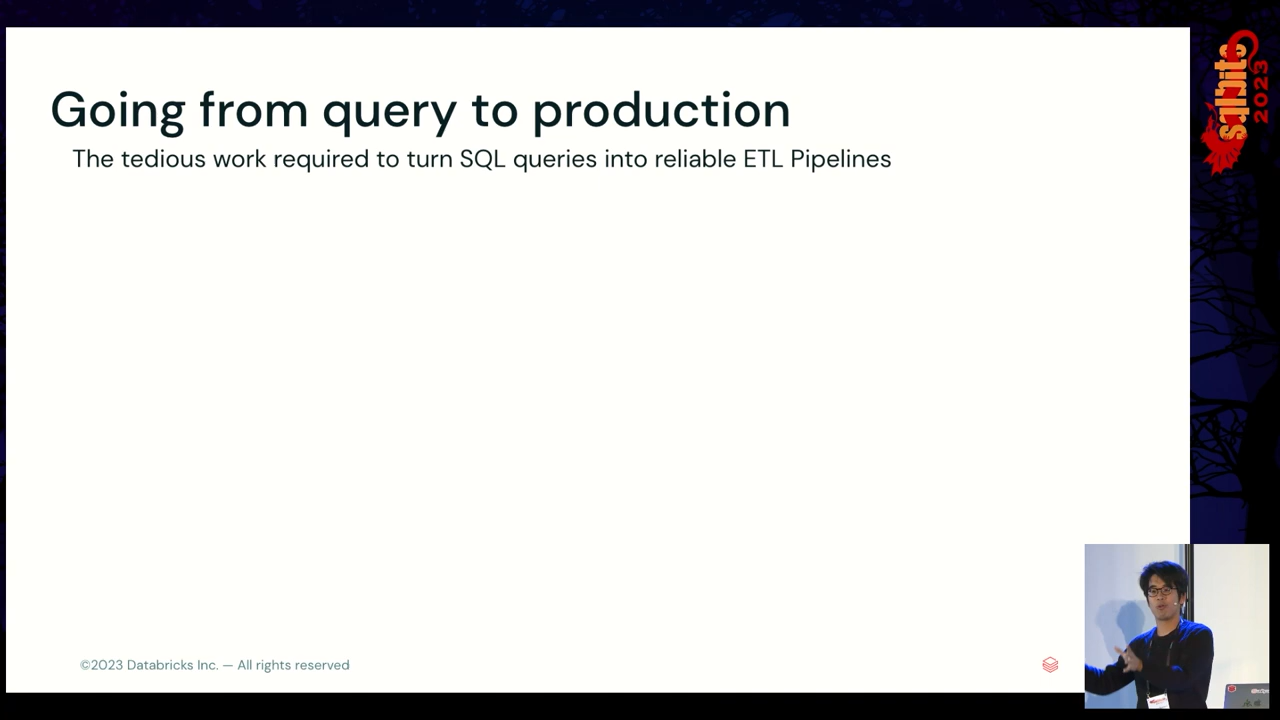 Going from query to production
The tedious work required to turn SQL queries into reliable ETL Pipelines
sqlbits
2023
©2023 Databricks Inc. — All rights reserved